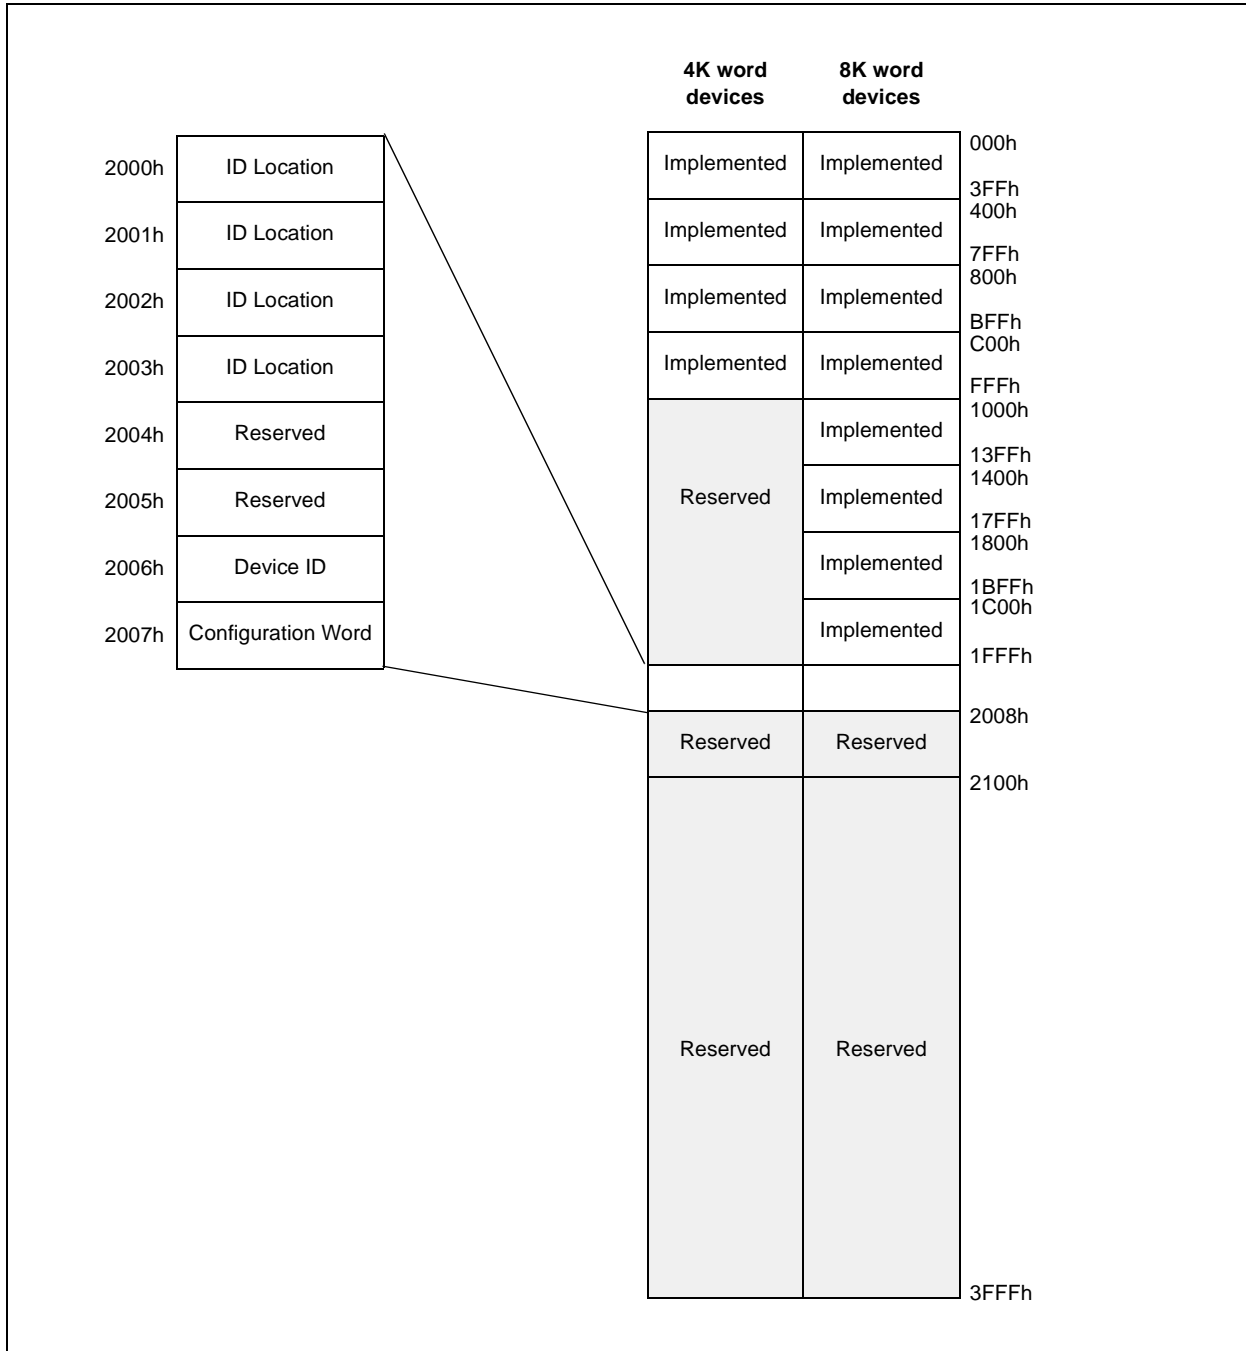 4K word devices
8K word devices
2000h ID Location
2001h ID Location
2002h ID Location
2003h ID Location
2004h Reserved
2005h Reserved
2006h Device ID
2007h Configuration Word
Implemented Implemented 000h
3FFh
Implemented Implemented 400h
7FFh
Implemented Implemented 800h
BFFh
Implemented Implemented C00h
FFFh
Reserved
Implemented 1000h
13FFh
Implemented 1400h
17FFh
Implemented 1800h
1BFFh
Implemented 1C00h
1FFFh
2008h
Reserved Reserved
2100h
Reserved Reserved
3FFFh